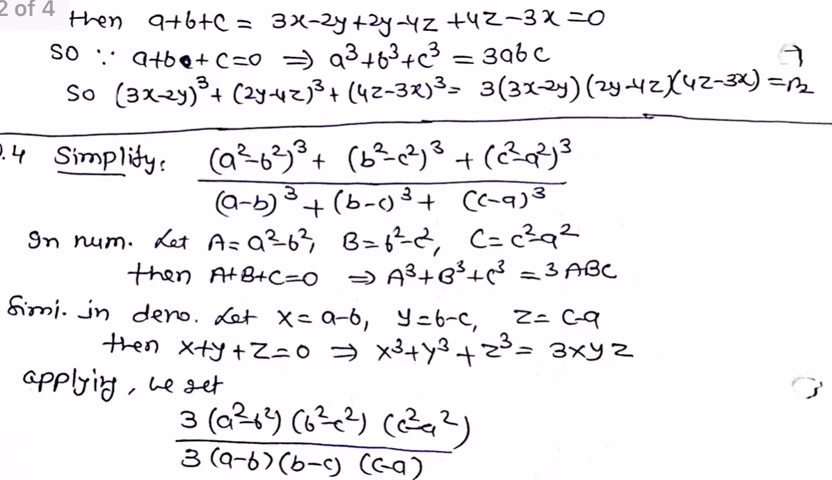 2 of 4
then a+b+c = 3x-2y+2y-4z+4z-3x=0
so ∵ a+b+c=0 ⇒ a³+b³+c³ = 3abc
so (3x-2y)³+(2y-4z)³+(4z-3x)³= 3(3x-2y)(2y-4z)(4z-3x) =
.4 Simplify: (a²-b²)³+ (b²-c²)³ +(c²-a²)³
(a-b)³+(b-c)³+ (c-a)³
In num. Let A=a²-b², B=b²-c², C=c²-a²
then A+B+C=0 ⇒ A³+B³+C³ =3ABC
Simi. in deno. Let x=a-b, y=b-c, z=c-a
then x+y+z=0 ⇒ x³+y³+z³= 3xyz
applyig, we get
3(a²-b²)(b²-c²)(c²-a²)
3(a-b)(b-c)(c-a)